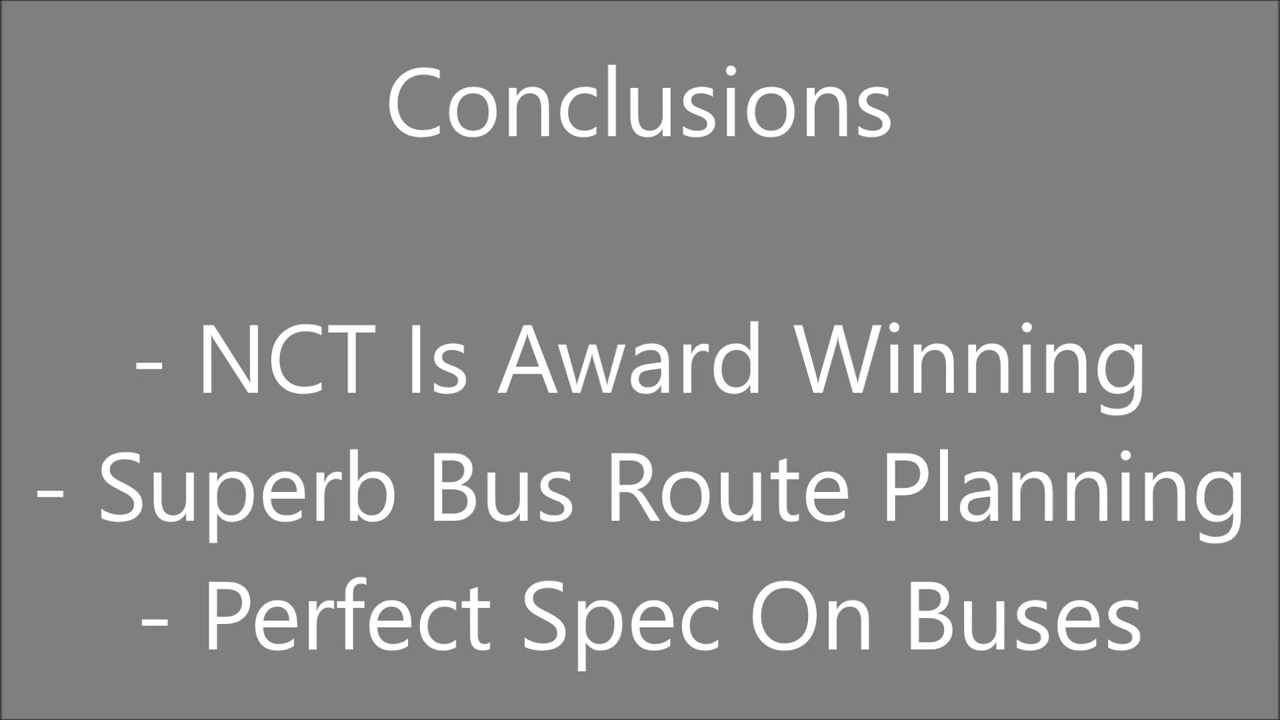 Conclusions
- NCT Is Award Winning
- Superb Bus Route Planning
- Perfect Spec On Buses